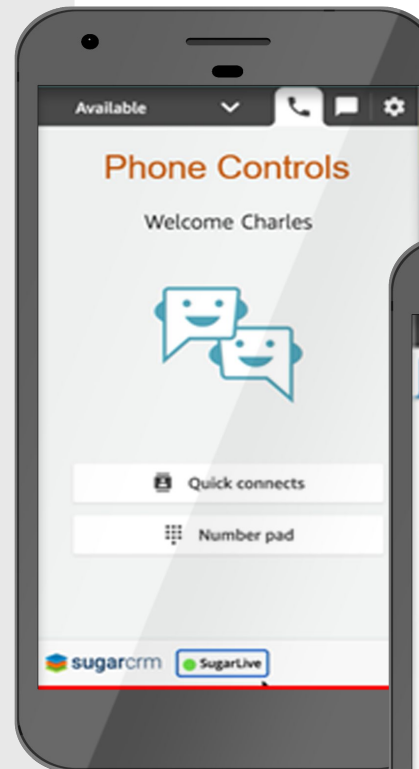 Available
Phone Controls
Welcome Charles
Quick connects
Number pad
sugarcrm SugarLive